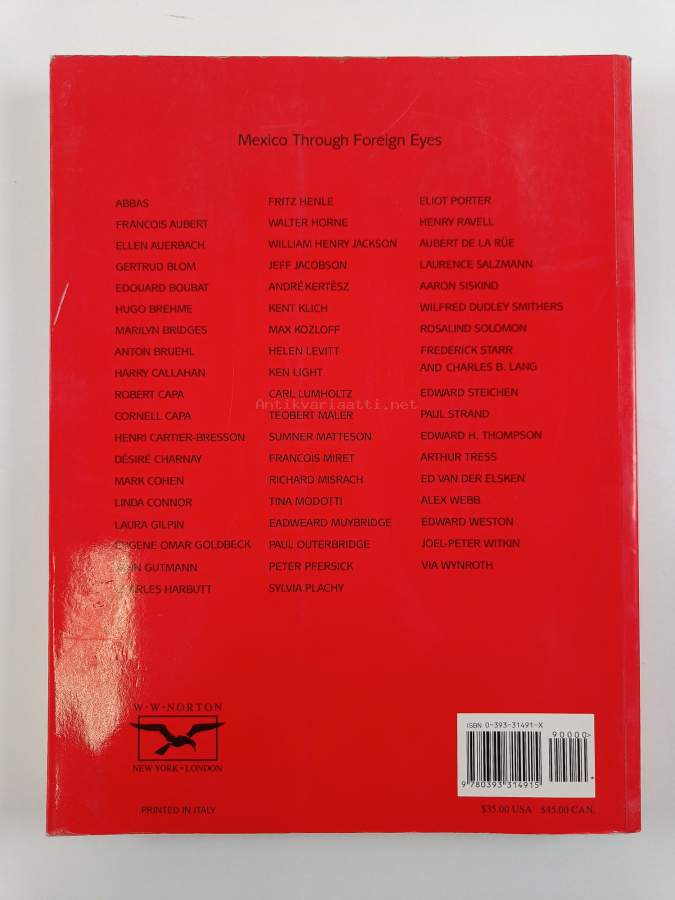 Mexico Through Foreign Eyes
ABBAS
FRANCOIS AUBERT
ELLEN AUERBACH
GERTRUD BLOM
EDOUARD BOUBAT
HUGO BREHME
MARILYN BRIDGES
ANTON BRUEHL
HARRY CALLAHAN
ROBERT CAPA
CORNELL CAPA
HENRI CARTIER-BRESSON
DÉSIRÉ CHARNAY
MARK COHEN
LINDA CONNOR
LAURA GILPIN
EUGENE OMAR GOLDBECK
JOHN GUTMANN
CHARLES HARBUTT
FRITZ HENLE
WALTER HORNE
WILLIAM HENRY JACKSON
JEFF JACOBSON
ANDRÉ KERTÉSZ
KENT KLICH
MAX KOZLOFF
HELEN LEVITT
KEN LIGHT
CARL LUMHOLTZ
TEOBERT MALER
SUMNER MATTESON
FRANCOIS MIRET
RICHARD MISRACH
TINA MODOTTI
EADWEARD MUYBRIDGE
PAUL OUTERBRIDGE
PETER PFERSICK
SYLVIA PLACHY
ELIOT PORTER
HENRY RAVELL
AUBERT DE LA RÜE
LAURENCE SALZMANN
AARON SISKIND
WILFRED DUDLEY SMITHERS
ROSALIND SOLOMON
FREDERICK STARR
AND CHARLES B. LANG
EDWARD STEICHEN
PAUL STRAND
EDWARD H. THOMPSON
ARTHUR TRESS
ED VAN DER ELSKEN
ALEX WEBB
EDWARD WESTON
JOEL-PETER WITKIN
VIA WYNROTH
Antikvariaatti.net
W·W·NORTON
NEW YORK·LONDON
PRINTED IN ITALY
ISBN 0-393-31491-X
90000>
9 780393 314915
$35.00 USA $45.00 CAN.